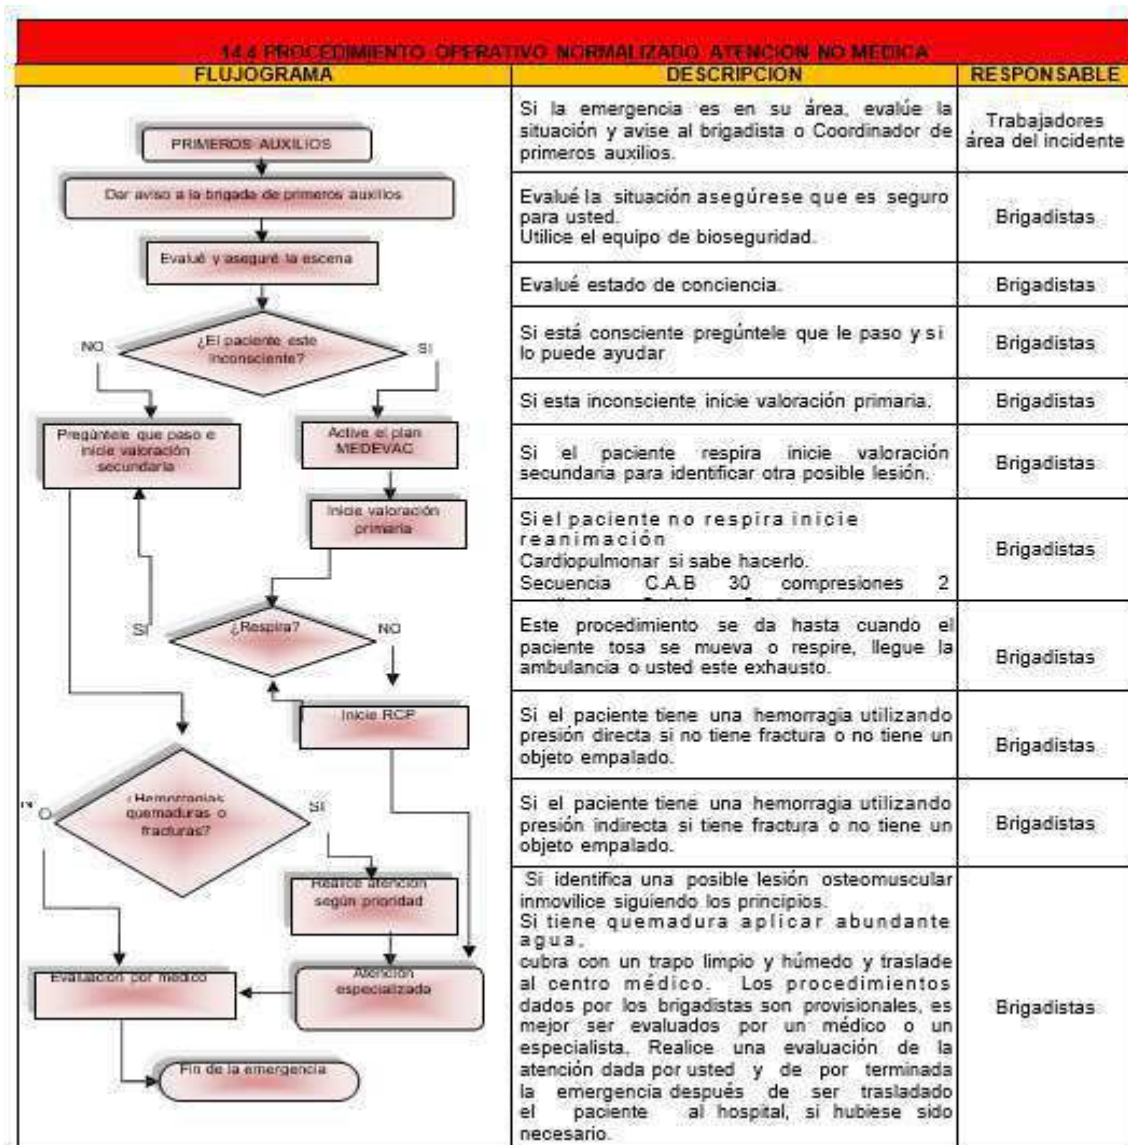 14.4 PROCEDIMIENTO OPERATIVO NORMALIZADO ATENCION NO MEDICA
FLUJOGRAMA
DESCRIPCION
RESPONSABLE
PRIMEROS AUXILIOS
Dar aviso a la brigada de primeros auxilios
Evalué y aseguré la escena
¿El paciente este
Inconsciente?
NO
SI
Pregúntele que paso e
inicie valoración
secundaria
Active el plan
MEDEVAC
Inicie valoración
primaria
¿Respira?
SI
NO
Inicie RCP
¿Hemorragias
quemaduras o
fracturas?
NO
SI
Realice atención
según prioridad
Evaluación por médico
Atención
especializada
Fin de la emergencia
Si la emergencia es en su área, evalúe la
situación y avise al brigadista o Coordinador de
primeros auxilios.
Trabajadores
área del incidente
Evalué la situación asegúrese que es seguro
para usted.
Utilice el equipo de bioseguridad.
Brigadistas
Evalué estado de conciencia.
Brigadistas
Si está consciente pregúntele que le paso y si
lo puede ayudar
Brigadistas
Si esta inconsciente inicie valoración primaria.
Brigadistas
Si el paciente respira inicie valoración
secundaria para identificar otra posible lesión.
Brigadistas
Si el paciente no respira inicie
reanimación
Cardiopulmonar si sabe hacerlo.
Secuencia C.A.B 30 compresiones 2
Brigadistas
Este procedimiento se da hasta cuando el
paciente tosa se mueva o respire, llegue la
ambulancia o usted este exhausto.
Brigadistas
Si el paciente tiene una hemorragia utilizando
presión directa si no tiene fractura o no tiene un
objeto empalado.
Brigadistas
Si el paciente tiene una hemorragia utilizando
presión indirecta si tiene fractura o no tiene un
objeto empalado.
Brigadistas
Si identifica una posible lesión osteomuscular
inmovilice siguiendo los principios.
Si tiene quemadura aplicar abundante
agua,
cubra con un trapo limpio y húmedo y traslade
al centro médico. Los procedimientos
dados por los brigadistas son provisionales, es
mejor ser evaluados por un médico o un
especialista. Realice una evaluación de la
atención dada por usted y de por terminada
la emergencia después de ser trasladado
el paciente al hospital, si hubiese sido
necesario.
Brigadistas